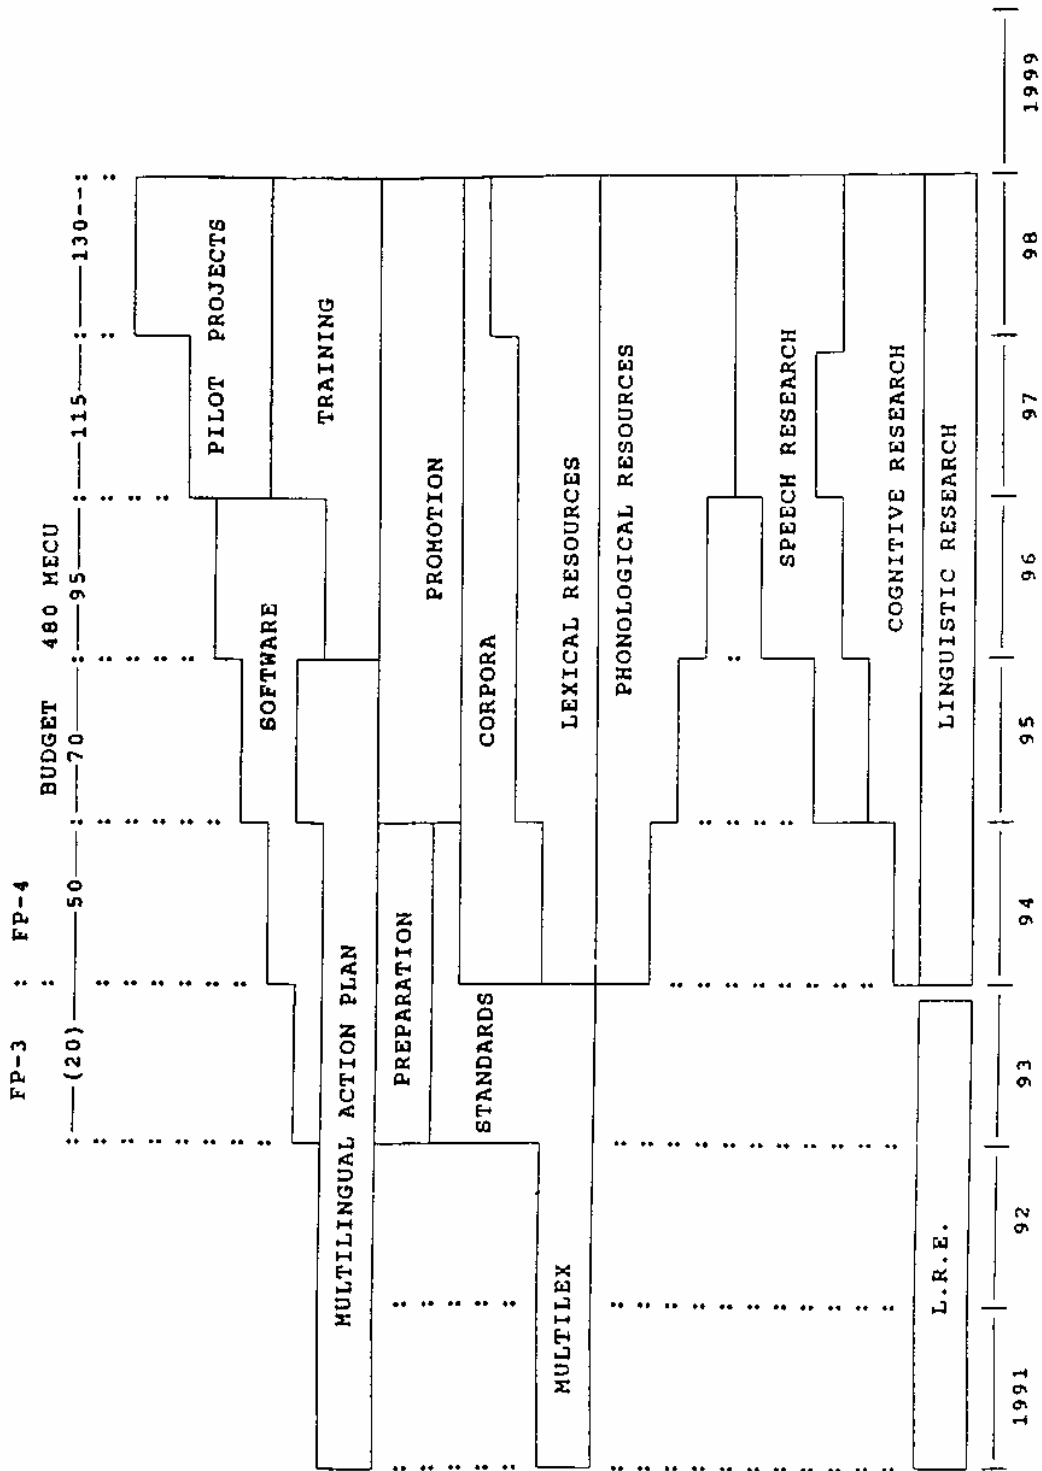 FP-3 FP-4
BUDGET 480 MECU
(20) 50 70 95 115 130
PILOT PROJECTS
SOFTWARE
TRAINING
MULTILINGUAL ACTION PLAN
PREPARATION
PROMOTION
STANDARDS
CORPORA
MULTILEX
LEXICAL RESOURCES
PHONOLOGICAL RESOURCES
SPEECH RESEARCH
COGNITIVE RESEARCH
L.R.E.
LINGUISTIC RESEARCH
1991 92 93 94 95 96 97 98 1999